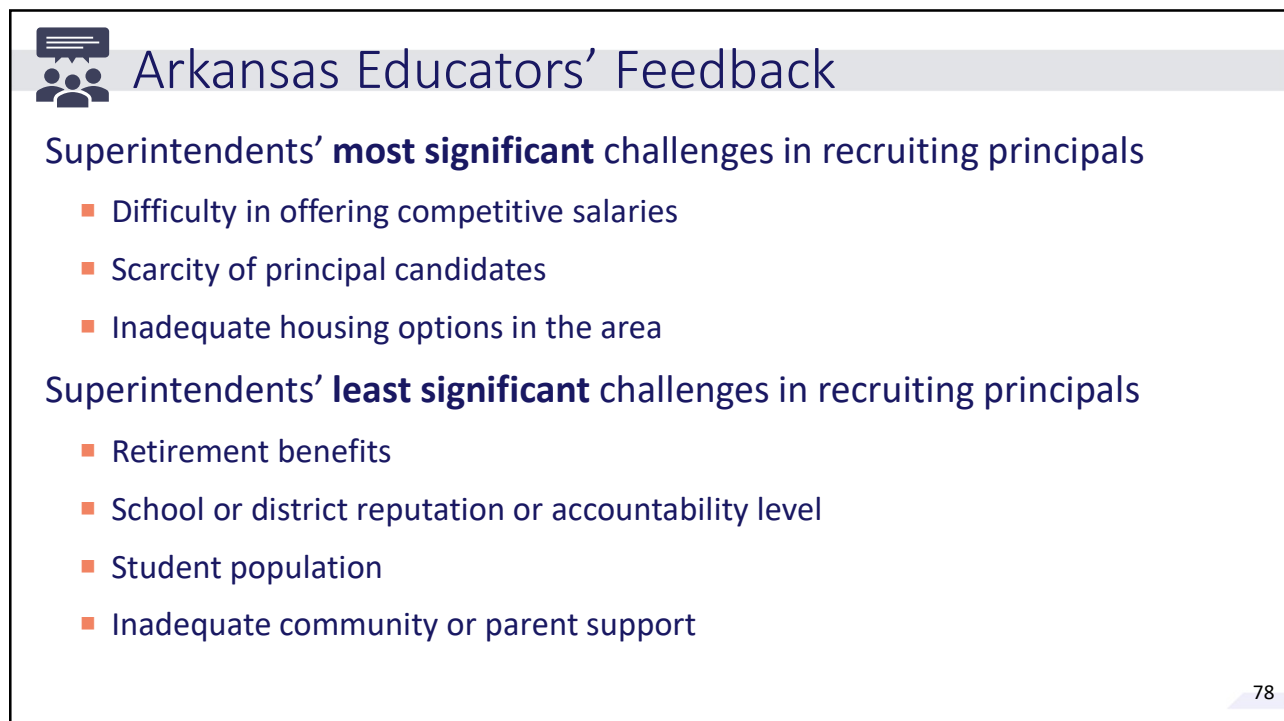 Arkansas Educators’ Feedback
Superintendents’ most significant challenges in recruiting principals
Difficulty in offering competitive salaries
Scarcity of principal candidates
Inadequate housing options in the area
Superintendents’ least significant challenges in recruiting principals
Retirement benefits
School or district reputation or accountability level
Student population
Inadequate community or parent support
78